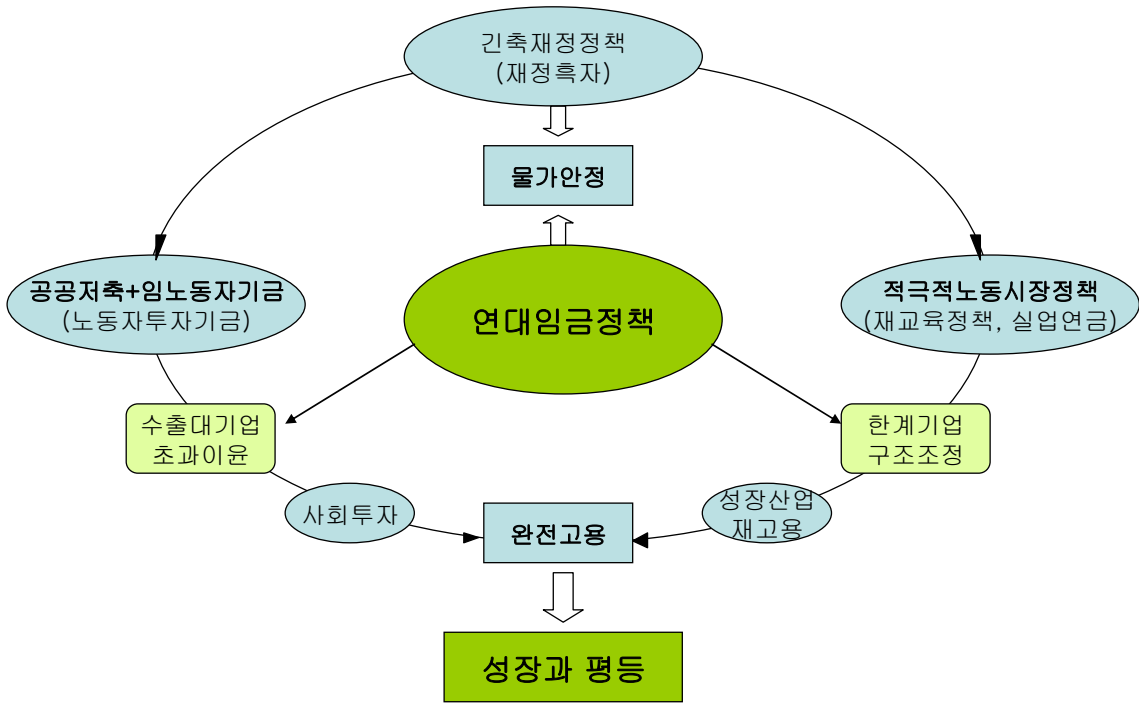 긴축재정정책
(재정흑자)
물가안정
공공저축+임노동자기금
(노동자투자기금)
연대임금정책
적극적노동시장정책
(재교육정책, 실업연금)
수출대기업
초과이윤
한계기업
구조조정
사회투자
성장산업
재고용
완전고용
성장과 평등